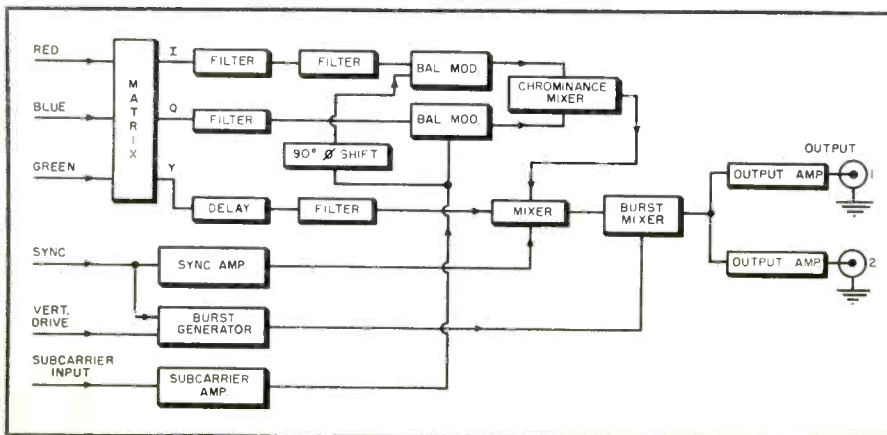 RED
BLUE
GREEN
SYNC
VERT.
DRIVE
SUBCARRIER
INPUT
MATRIX
I
Q
Y
FILTER
FILTER
FILTER
DELAY
FILTER
BAL MOD.
BAL MOD.
90° Ø SHIFT
CHROMINANCE
MIXER
MIXER
BURST
MIXER
SYNC AMP.
BURST
GENERATOR
SUBCARRIER
AMP.
OUTPUT
OUTPUT AMP.
1
OUTPUT AMP.
2